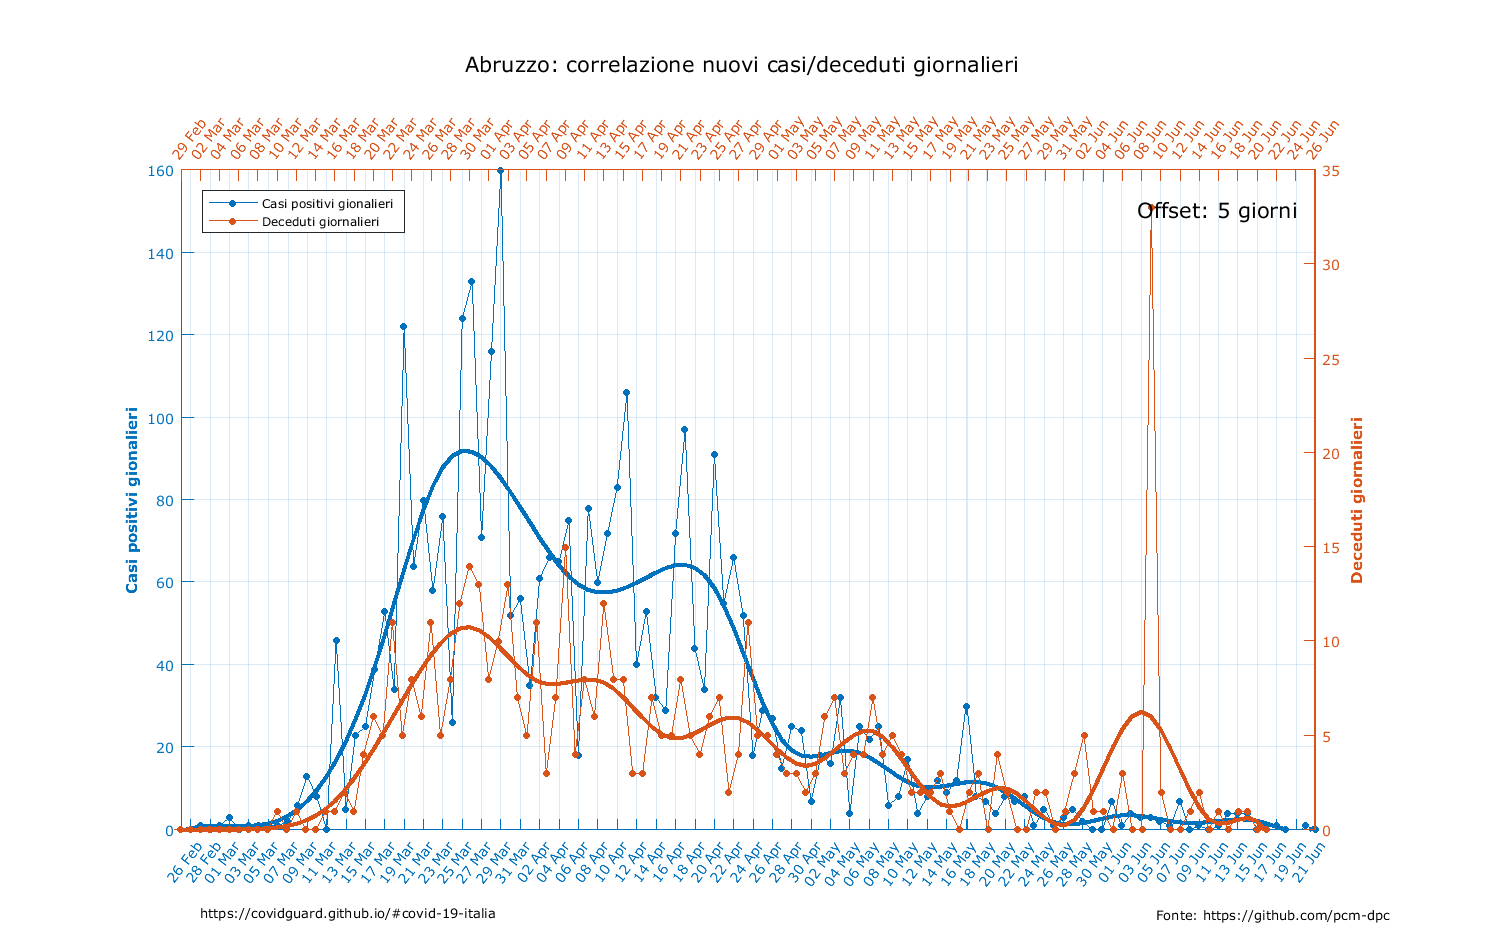 Abruzzo: correlazione nuovi casi/deceduti giornalieri
29 Feb
02 Mar
04 Mar
06 Mar
08 Mar
10 Mar
12 Mar
14 Mar
16 Mar
18 Mar
20 Mar
22 Mar
24 Mar
26 Mar
28 Mar
30 Mar
01 Apr
03 Apr
05 Apr
07 Apr
09 Apr
11 Apr
13 Apr
15 Apr
17 Apr
19 Apr
21 Apr
23 Apr
25 Apr
27 Apr
29 Apr
01 May
03 May
05 May
07 May
09 May
11 May
13 May
15 May
17 May
19 May
21 May
23 May
25 May
27 May
29 May
31 May
02 Jun
04 Jun
06 Jun
08 Jun
10 Jun
12 Jun
14 Jun
16 Jun
18 Jun
20 Jun
22 Jun
24 Jun
26 Jun
Casi positivi gionalieri
Deceduti giornalieri
Offset: 5 giorni
160
140
120
100
80
60
40
20
0
Casi positivi gionalieri
35
30
25
20
15
10
5
0
Deceduti giornalieri
26 Feb
28 Feb
01 Mar
03 Mar
05 Mar
07 Mar
09 Mar
11 Mar
13 Mar
15 Mar
17 Mar
19 Mar
21 Mar
23 Mar
25 Mar
27 Mar
29 Mar
31 Mar
02 Apr
04 Apr
06 Apr
08 Apr
10 Apr
12 Apr
14 Apr
16 Apr
18 Apr
20 Apr
22 Apr
24 Apr
26 Apr
28 Apr
30 Apr
02 May
04 May
06 May
08 May
10 May
12 May
14 May
16 May
18 May
20 May
22 May
24 May
26 May
28 May
30 May
01 Jun
03 Jun
05 Jun
07 Jun
09 Jun
11 Jun
13 Jun
15 Jun
17 Jun
19 Jun
21 Jun
https://covidguard.github.io/#covid-19-italia
Fonte: https://github.com/pcm-dpc